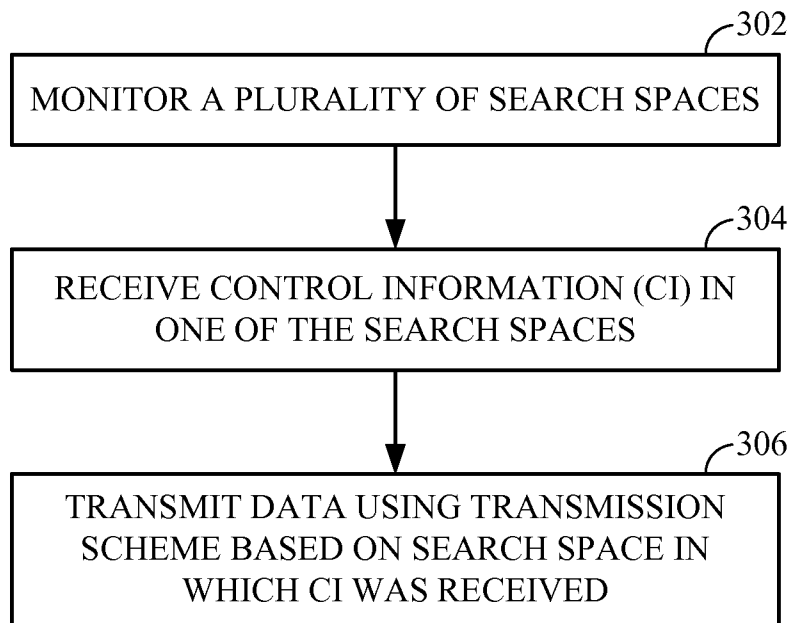 302
MONITOR A PLURALITY OF SEARCH SPACES
304
RECEIVE CONTROL INFORMATION (CI) IN
ONE OF THE SEARCH SPACES
306
TRANSMIT DATA USING TRANSMISSION
SCHEME BASED ON SEARCH SPACE IN
WHICH CI WAS RECEIVED